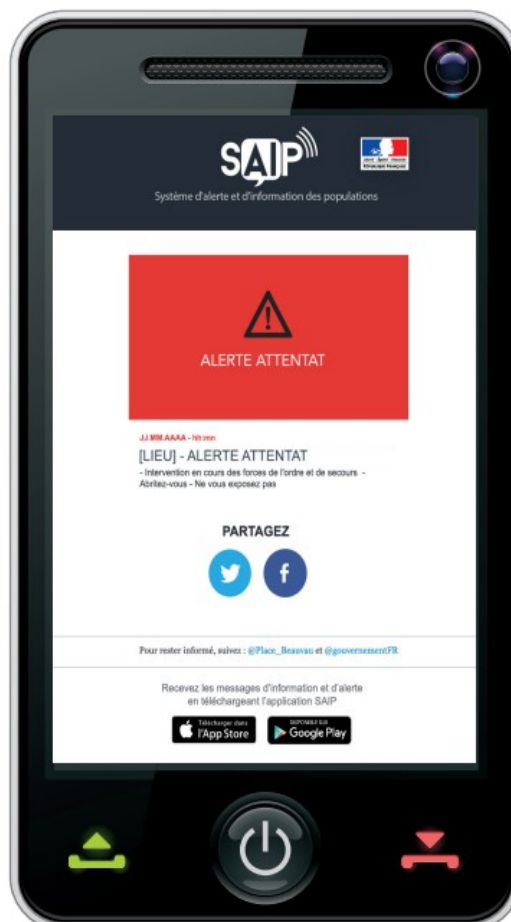 SAIP
Système d'alerte et d'information des populations
ALERTE ATTENTAT
JJ.MM.AAAA - hh:mn
[LIEU] - ALERTE ATTENTAT
- Intervention en cours des forces de l'ordre et de secours -
Abritez-vous - Ne vous exposez pas
PARTAGEZ
Pour rester informé, suivez : @Place_Beauvau et @gouvernementFR
Recevez les messages d'information et d'alerte
en téléchargeant l'application SAIP
Télécharger dans
l'App Store
DISPONIBLE SUR
Google Play